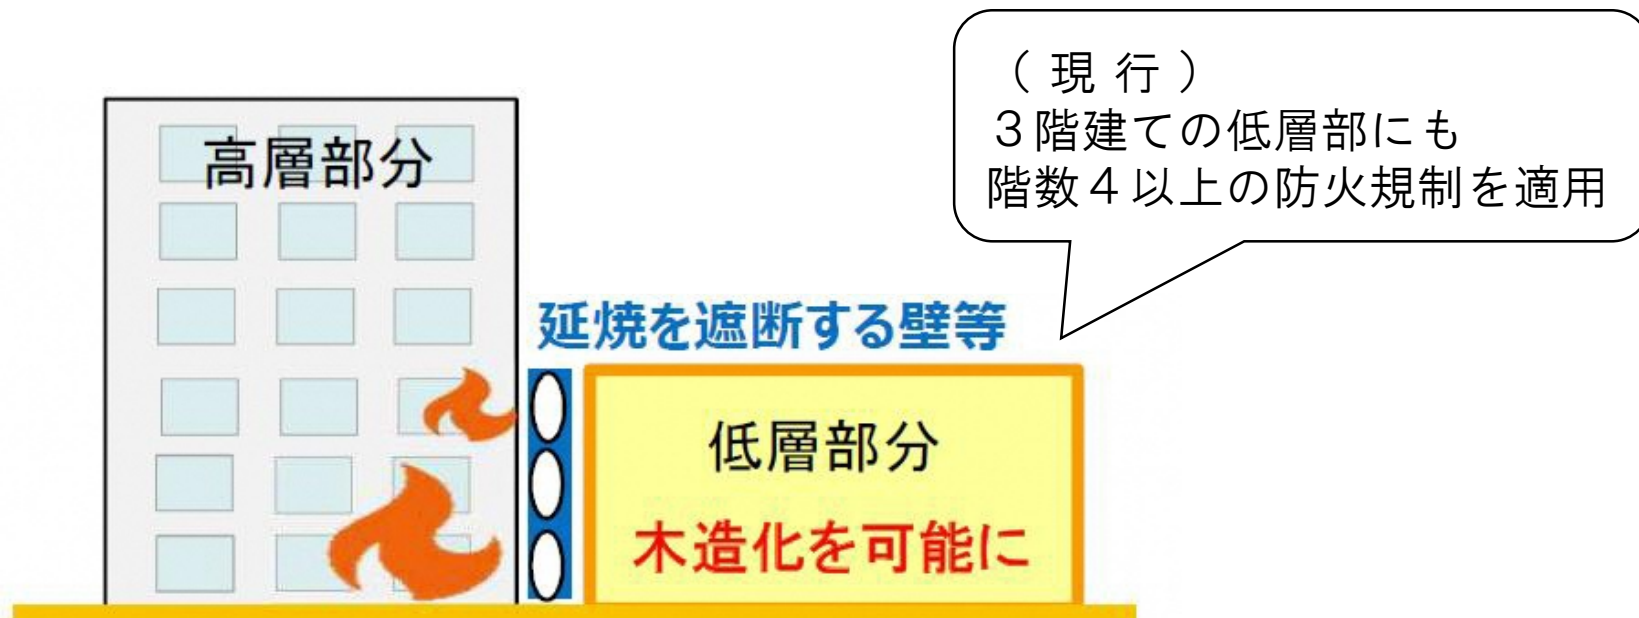 （現行）
３階建ての低層部にも
階数４以上の防火規制を適用
高層部分
延焼を遮断する壁等
低層部分
木造化を可能に